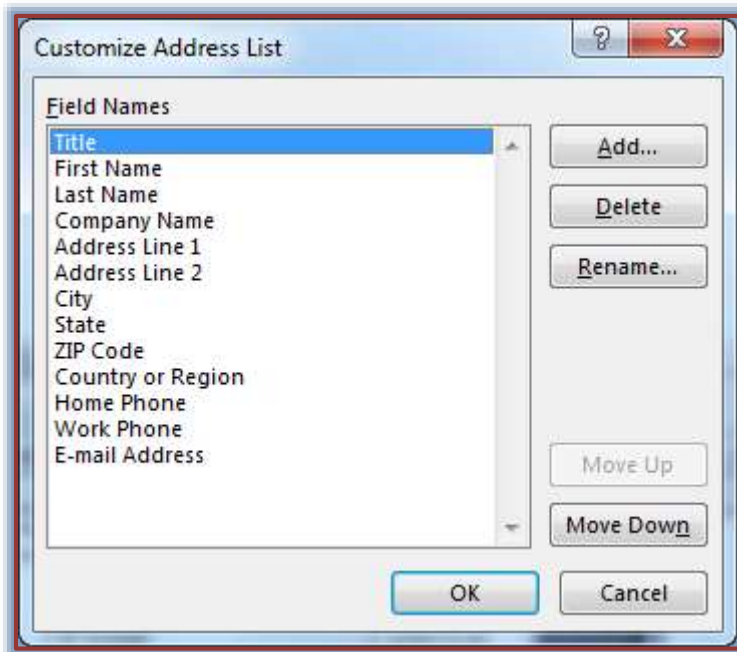 Customize Address List
?
Field Names
Title
First Name
Last Name
Company Name
Address Line 1
Address Line 2
City
State
ZIP Code
Country or Region
Home Phone
Work Phone
E-mail Address
Add...
Delete
Rename...
Move Up
Move Down
OK
Cancel